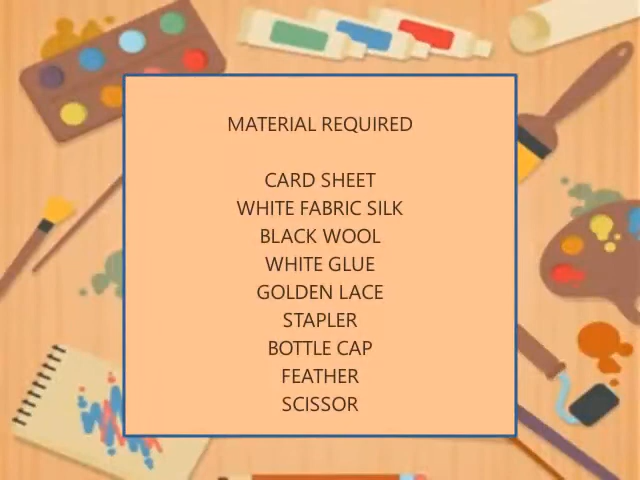 MATERIAL REQUIRED
CARD SHEET
WHITE FABRIC SILK
BLACK WOOL
WHITE GLUE
GOLDEN LACE
STAPLER
BOTTLE CAP
FEATHER
SCISSOR